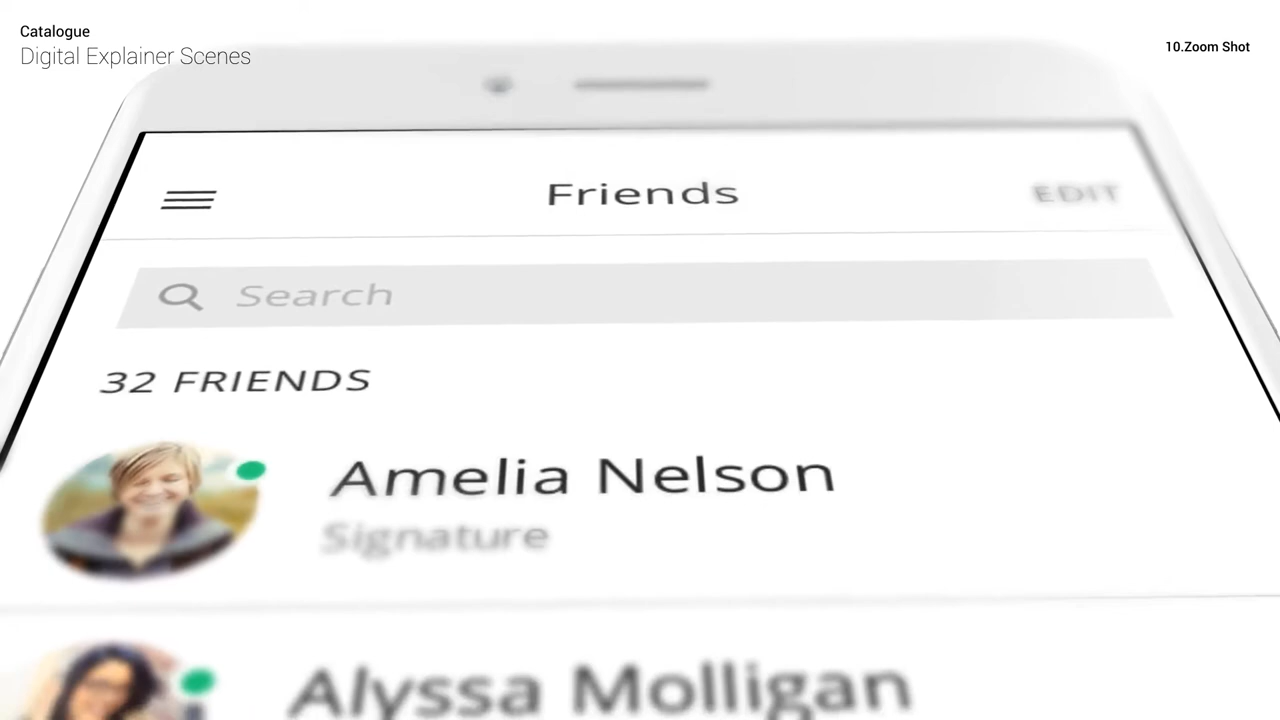 Catalogue
Digital Explainer Scenes
10.Zoom Shot
Friends
EDIT
Search
32 FRIENDS
Amelia Nelson
Signature
Alyssa Molligan